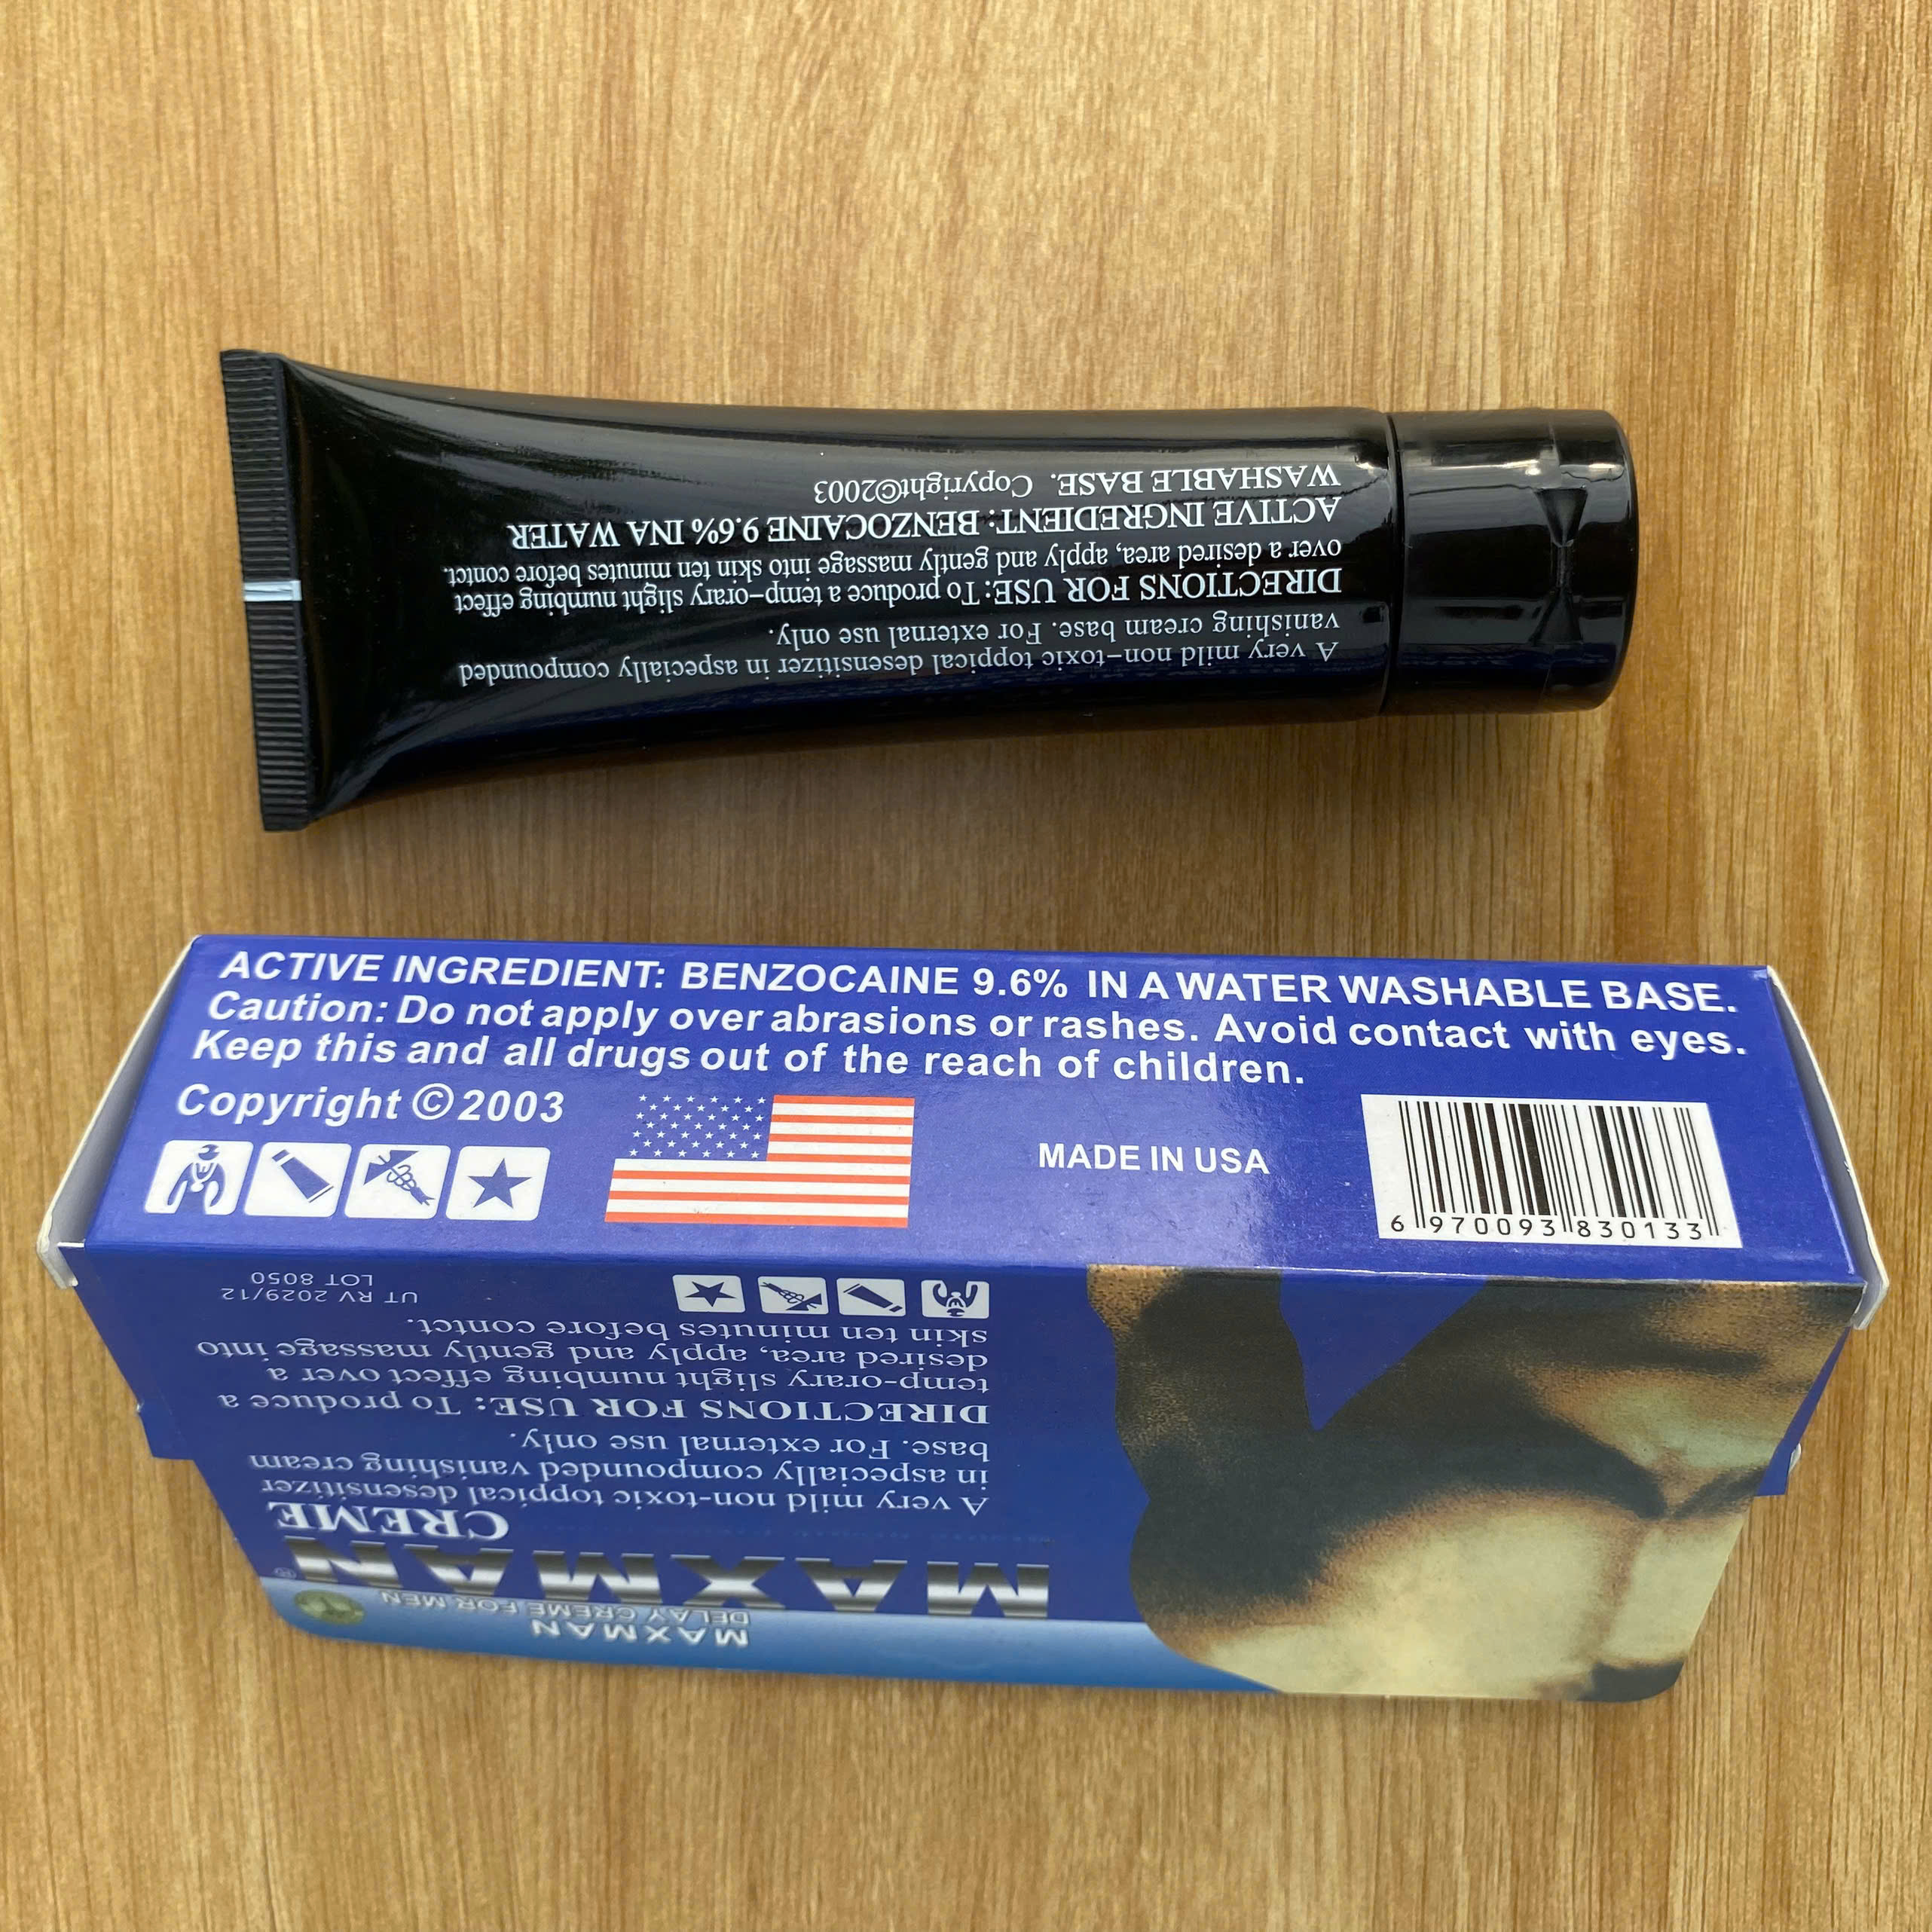 A very mild non-toxic toppical desensitizer in aspecially compounded
vanishing cream base. For external use only.
DIRECTIONS FOR USE: To produce a temp-orary slight numbing effect
over a desired area, apply and gently massage into skin ten minutes before contct.
ACTIVE INGREDIENT: BENZOCAINE 9.6% INA WATER
WASHABLE BASE. Copyright©2003
ACTIVE INGREDIENT: BENZOCAINE 9.6% IN A WATER WASHABLE BASE.
Caution: Do not apply over abrasions or rashes. Avoid contact with eyes.
Keep this and all drugs out of the reach of children.
Copyright ©2003
MADE IN USA
6 970093 830133
MAXMAN
DELAY CREME FOR MEN
MAXMAN®
CREME
A very mild non-toxic toppical desensitizer
in aspecially compounded vanishing cream
base. For external use only.
DIRECTIONS FOR USE: To produce a
temp-orary slight numbing effect over a
desired area, apply and gently massage into
skin ten minutes before contct.
UT RV 2029/12
LOT 8050